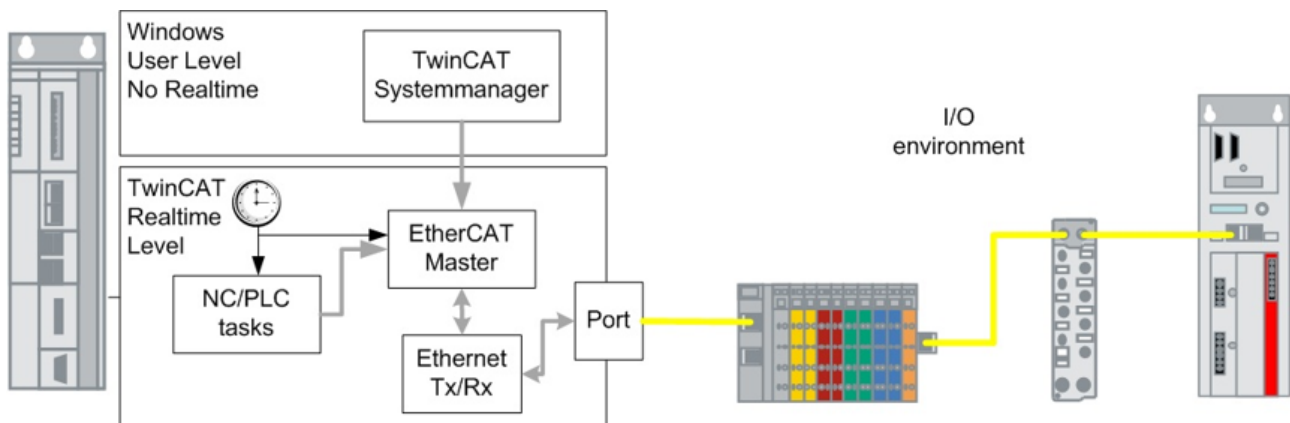 Windows
User Level
No Realtime
TwinCAT
Systemmanager
I/O
environment
TwinCAT
Realtime
Level
EtherCAT
Master
NC/PLC
tasks
Port
Ethernet
Tx/Rx